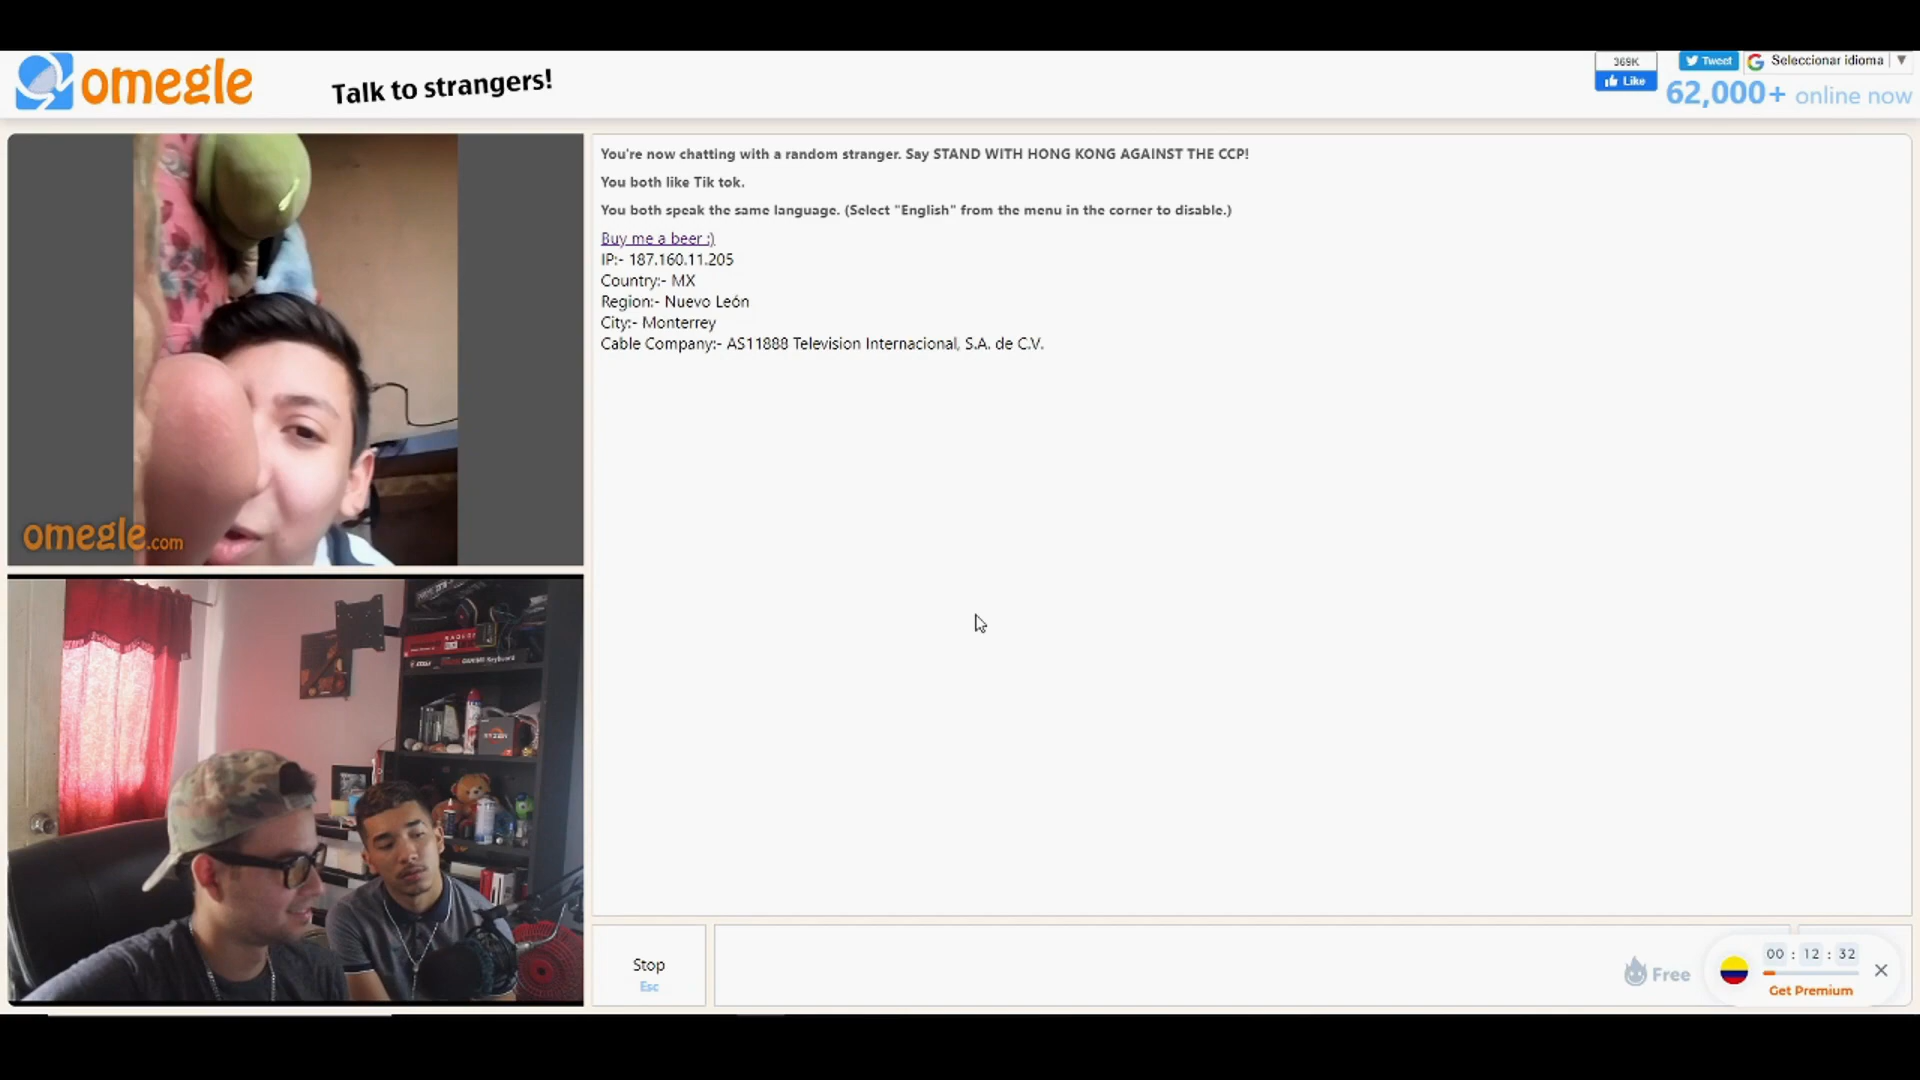 omegle
Talk to strangers!
369K
Like
Tweet
Seleccionar idioma
62,000+ online now
You're now chatting with a random stranger. Say STAND WITH HONG KONG AGAINST THE CCP!
You both like Tik tok.
You both speak the same language. (Select "English" from the menu in the corner to disable.)
Buy me a beer :)
IP:- 187.160.11.205
Country:- MX
Region:- Nuevo León
City:- Monterrey
Cable Company:- AS11888 Television Internacional, S.A. de C.V.
omegle.com
RADEON
GAMING Keyboard
RYZEN
Stop
Esc
Free
00 : 12 : 32
Get Premium